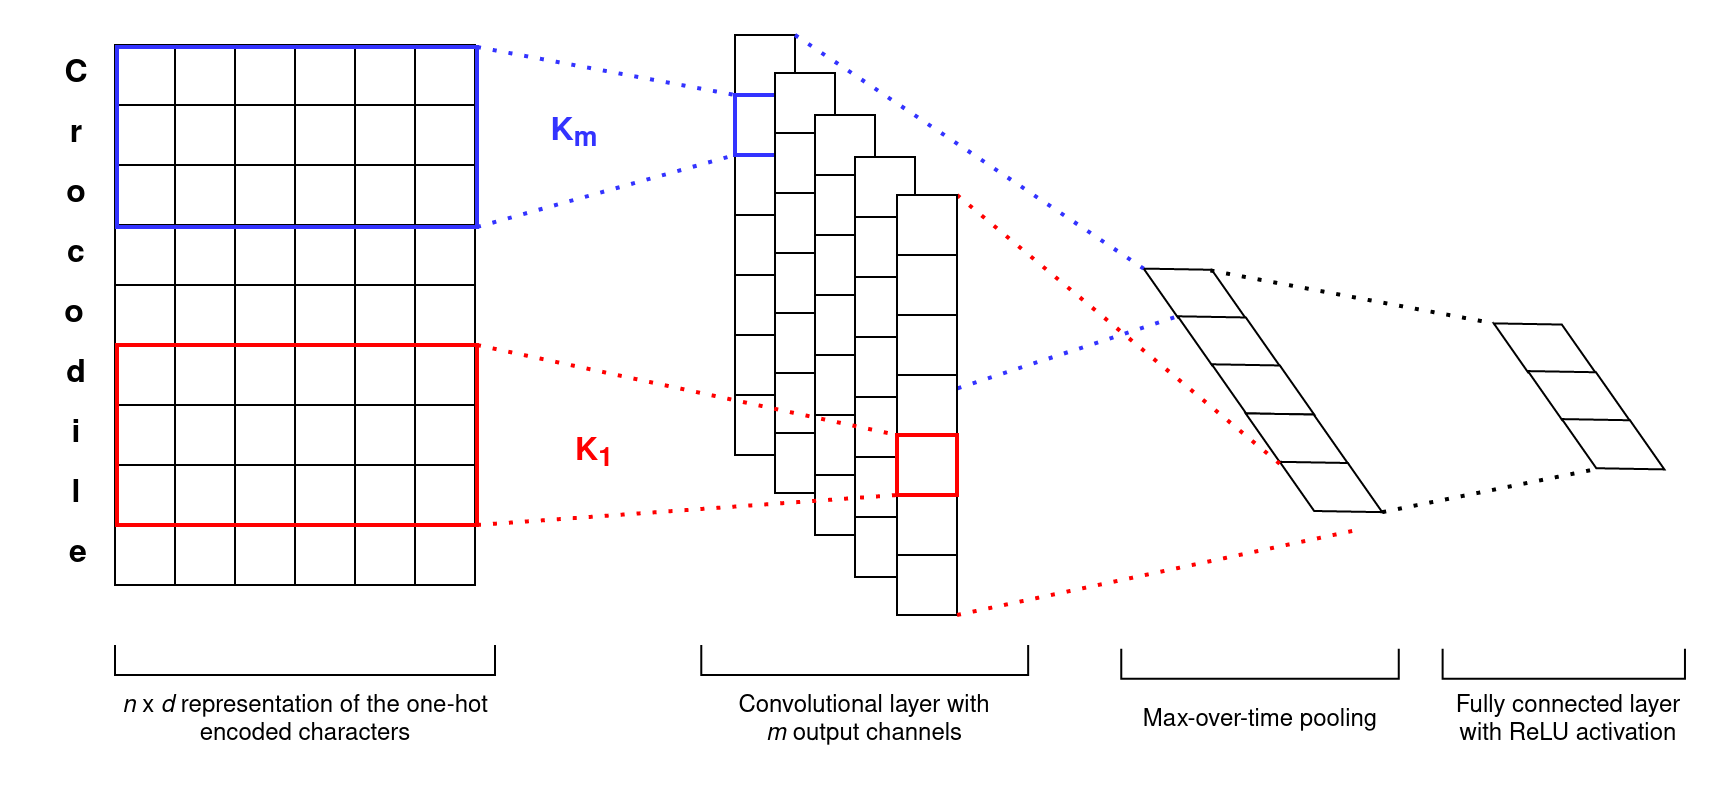 C
r
o
c
o
d
i
l
e
Km
K1
n x d representation of the one-hot
encoded characters
Convolutional layer with
m output channels
Max-over-time pooling
Fully connected layer
with ReLU activation